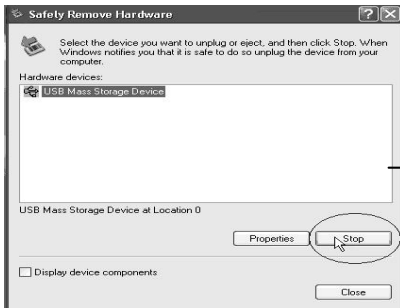 Safely Remove Hardware
Select the device you want to unplug or eject, and then click Stop. When
Windows notifies you that it is safe to do so unplug the device from your
computer.
Hardware devices:
USB Mass Storage Device
USB Mass Storage Device at Location 0
Properties
Stop
Display device components
Close